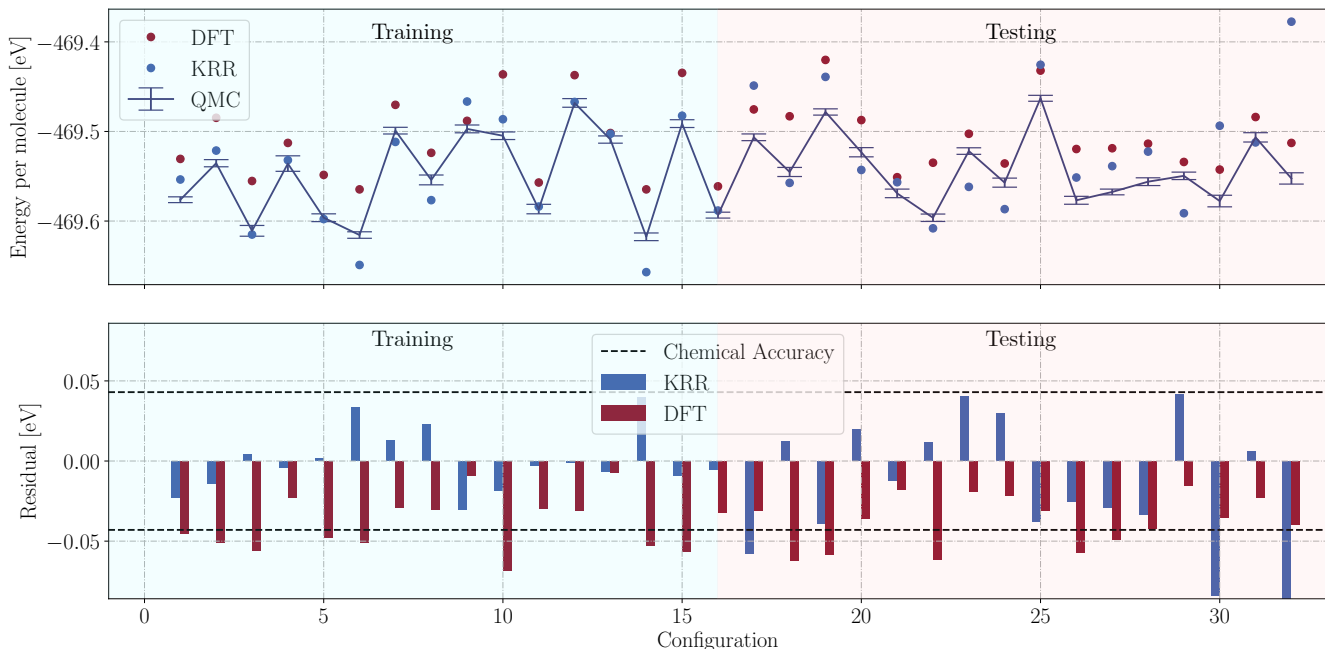 Training
Testing
DFT
KRR
QMC
Energy per molecule [eV]
−469.4
−469.5
−469.6
Training
Testing
Chemical Accuracy
KRR
DFT
Residual [eV]
0.05
0.00
−0.05
0 5 10 15 20 25 30
Configuration